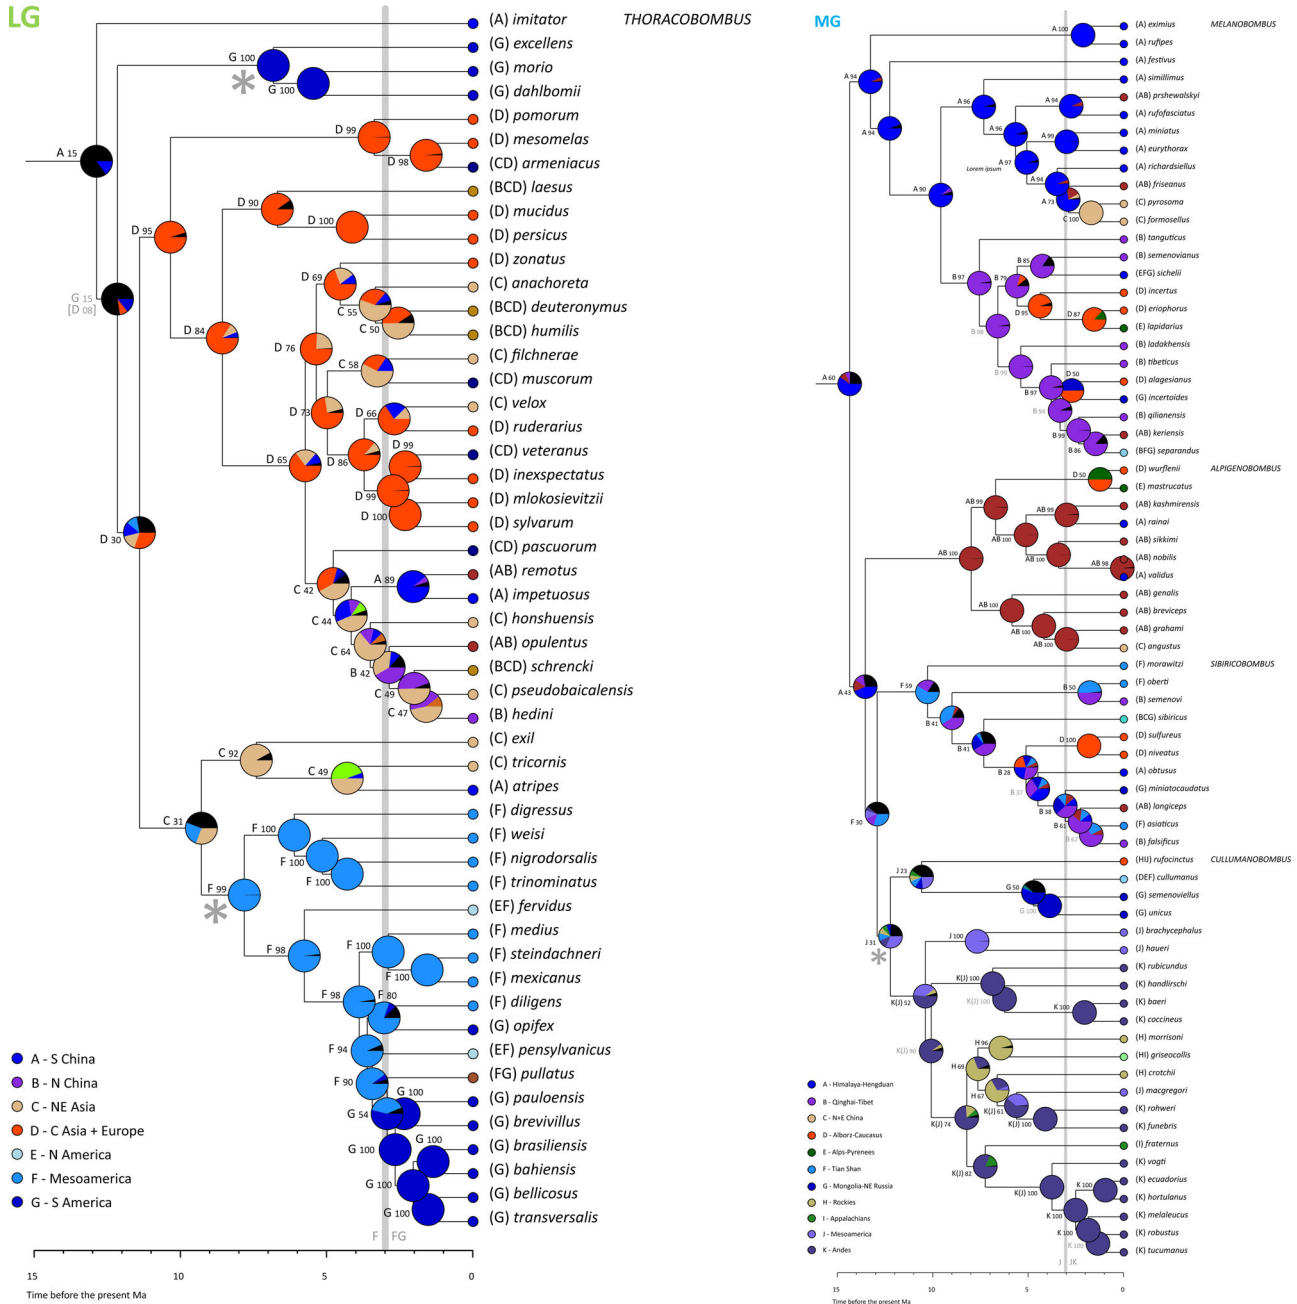 LG
THORACOBOMBUS
(A) imitator
(G) excellens
(G) morio
(G) dahlbomii
(D) pomorum
(D) mesomelas
(CD) armeniacus
(BCD) laesus
(D) mucidus
(D) persicus
(D) zonatus
(C) anachoreta
(BCD) deuteronymus
(BCD) humilis
(C) filchnerae
(CD) muscorum
(C) velox
(D) ruderarius
(CD) veteranus
(D) inexspectatus
(D) mlokosievitzii
(D) sylvarum
(CD) pascuorum
(AB) remotus
(A) impetuosus
(C) honshuensis
(AB) opulentus
(BCD) schrencki
(C) pseudobaicalensis
(B) hedini
(C) exil
(C) tricornis
(A) atripes
(F) digressus
(F) weisi
(F) nigrodorsalis
(F) trinominatus
(EF) fervidus
(F) medius
(F) steindachneri
(F) mexicanus
(F) diligens
(G) opifex
(EF) pensylvanicus
(FG) pullatus
(G) pauloensis
(G) brevivillus
(G) brasiliensis
(G) bahiensis
(G) bellicosus
(G) transversalis
G 100
G 100
D 99
D 98
A 15
D 90
D 100
D 95
D 69
G 15
[D 08]
C 55
C 50
D 84
D 76
C 58
D 73
D 66
D 99
D 65
D 86
D 99
D 100
D 30
C 42
A 89
C 44
C 64
B 42
C 49
C 47
C 92
C 49
C 31
F 100
F 100
F 100
F 99
F 98
F 100
F 100
F 98
F 80
F 94
F 90
G 100
G 54
G 100
G 100
G 100
G 100
A - S China
B - N China
C - NE Asia
D - C Asia + Europe
E - N America
F - Mesoamerica
G - S America
F FG
15 10 5 0
Time before the present Ma
MG
MELANOBOMBUS
(A) eximius
(A) rufipes
(A) festivus
(A) simillimus
(AB) prshewalskyi
(A) rufofasciatus
(A) miniatus
(A) eurythorax
(A) richardsiellus
(AB) friseanus
(C) pyrosoma
(C) formosellus
(B) tanguticus
(B) semenovianus
(EFG) sichelii
(D) incertus
(D) eriophorus
(E) lapidarius
(B) ladakhensis
(B) tibeticus
(D) alagesianus
(G) incertoides
(B) qilianensis
(AB) keriensis
(BFG) separandus
(D) wurflenii
ALPIGENOBOMBUS
(E) mastrucatus
(AB) kashmirensis
(A) rainai
(AB) sikkimi
(AB) nobilis
(A) validus
(AB) genalis
(AB) breviceps
(AB) grahami
(C) angustus
(F) morawitzi
SIBIRICOBOMBUS
(F) oberti
(B) semenovi
(BCG) sibiricus
(D) sulfureus
(D) niveatus
(A) obtusus
(G) miniatocaudatus
(AB) longiceps
(F) asiaticus
(B) falsificus
(HIJ) rufocinctus
CULLUMANOBOMBUS
(DEF) cullumanus
(G) semenoviellus
(G) unicus
(J) brachycephalus
(J) haueri
(K) rubicundus
(K) handlirschi
(K) baeri
(K) coccineus
(H) morrisoni
(HI) griseocollis
(H) crotchii
(J) macgregori
(K) rohweri
(K) funebris
(I) fraternus
(K) vogti
(K) ecuadorius
(K) hortulanus
(K) melaleucus
(K) robustus
(K) tucumanus
A 100
A 94
A 94
A 96
A 94
A 96
A 99
A 97
Lorem ipsum
A 94
A 73
C 100
A 90
B 97
B 85
B 79
D 95
D 87
B 98
B 99
D 50
B 97
B 96
B 99
B 86
A 60
D 50
AB 99
AB 99
AB 100
AB 100
AB 100
AB 98
AB 100
AB 100
AB 100
A 43
F 59
B 50
B 41
B 41
D 100
B 28
B 37
B 38
B 61
B 67
F 30
J 23
G 50
G 100
J 31
J 100
K(J) 52
K(J) 100
K(J) 100
K 100
K(J) 90
H 96
H 69
H 67
K(J) 61
K(J) 100
K(J) 74
K(J) 82
K(J) 100
K 100
K 100
K 100
K 100
A - Himalaya-Hengduan
B - Qinghai-Tibet
C - N+E China
D - Alborz-Caucasus
E - Alps-Pyrenees
F - Tian Shan
G - Mongolia-NE Russia
H - Rockies
I - Appalachians
J - Mesoamerica
K - Andes
J JK
15 10 5 0
Time before the present Ma